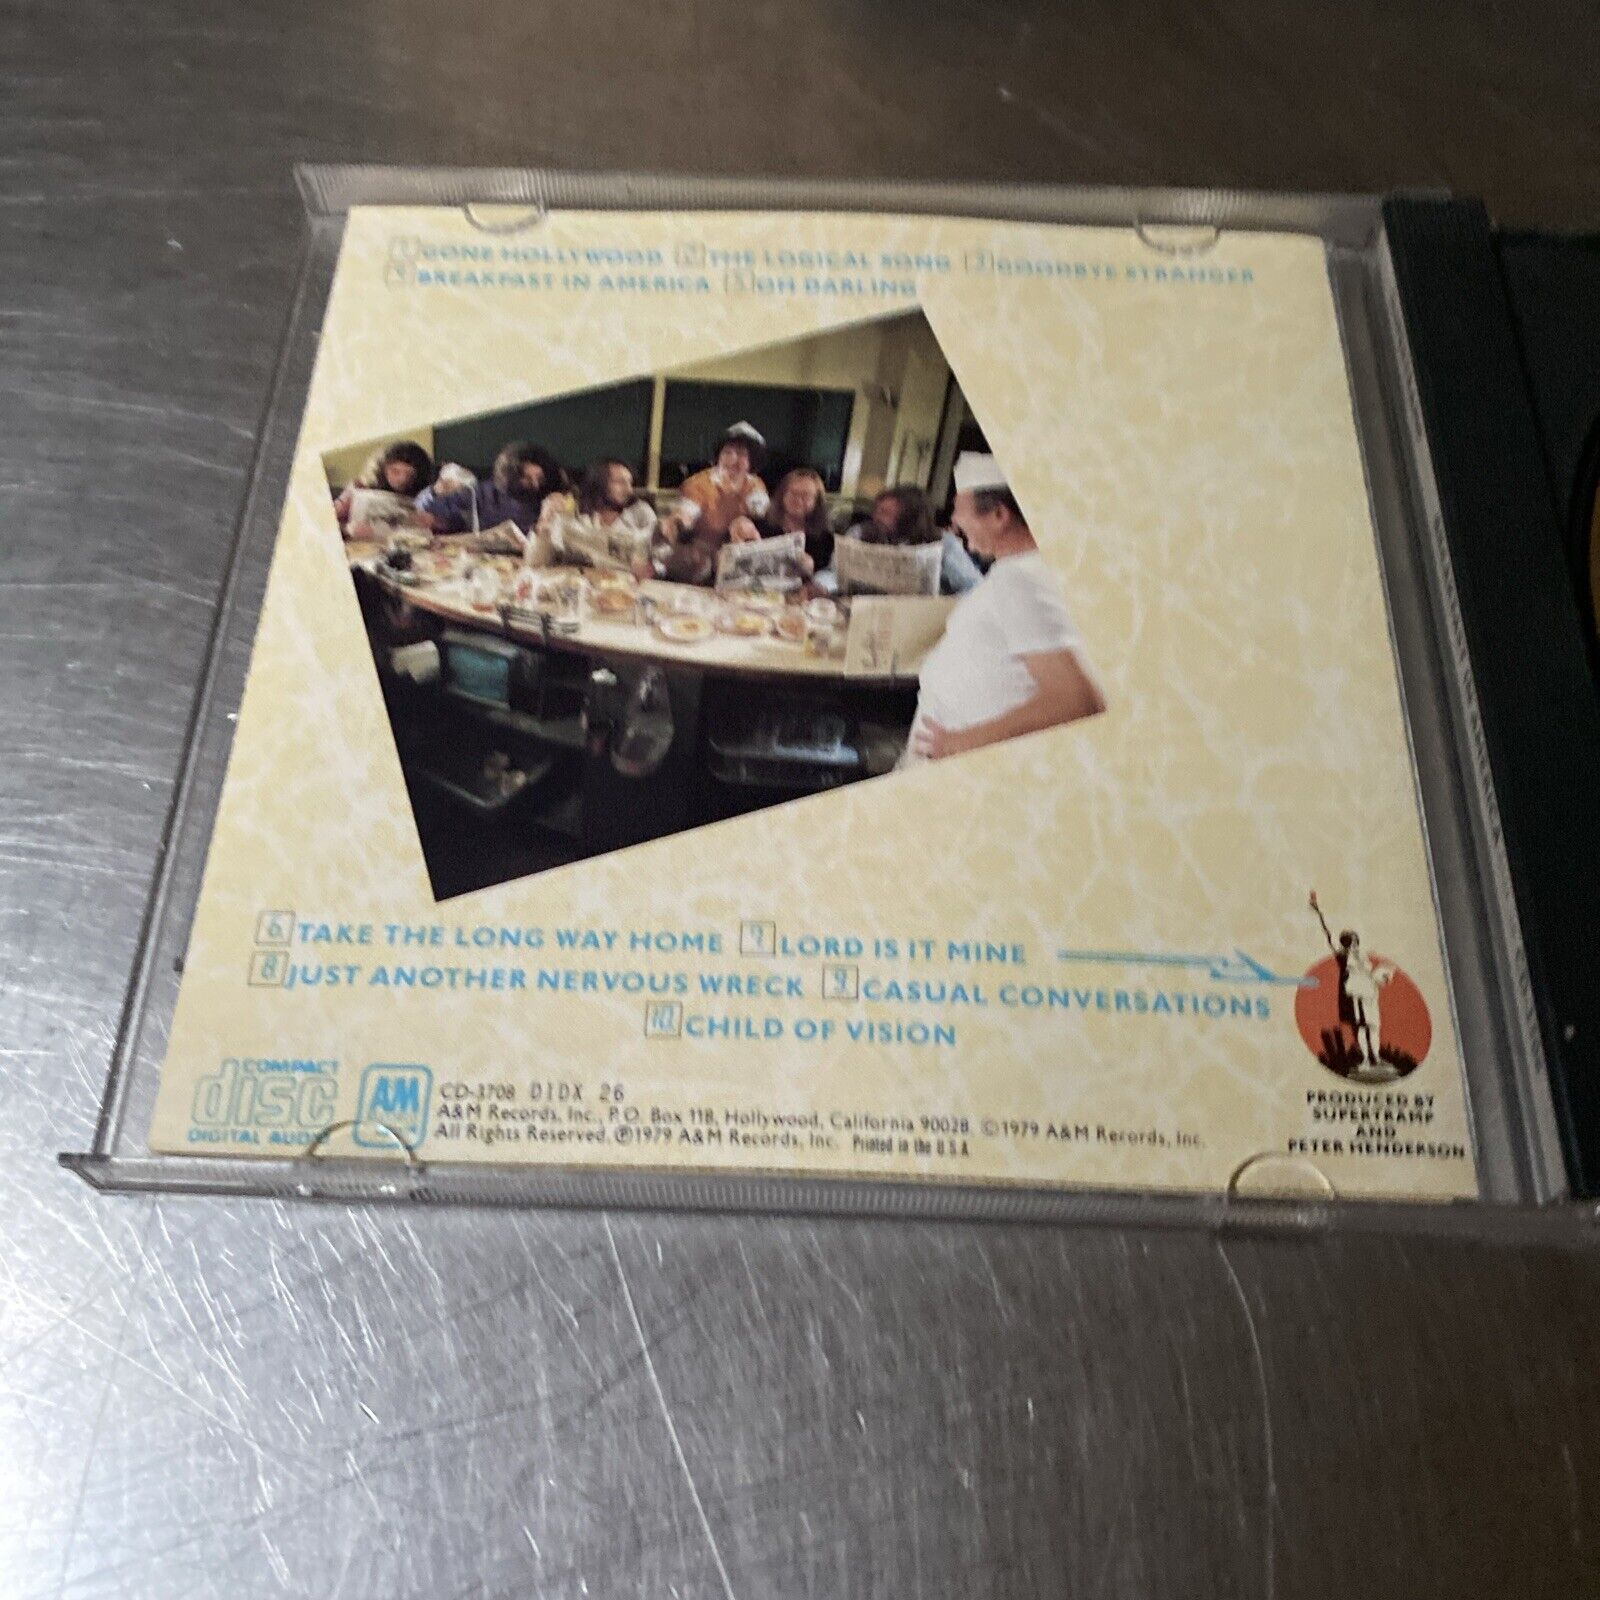 1 GONE HOLLYWOOD 2 THE LOGICAL SONG 3 GOODBYE STRANGER
4 BREAKFAST IN AMERICA 5 OH DARLING
6 TAKE THE LONG WAY HOME 7 LORD IS IT MINE
8 JUST ANOTHER NERVOUS WRECK 9 CASUAL CONVERSATIONS
10 CHILD OF VISION
COMPACT
disc
DIGITAL AUDIO
A&M
RECORDS
CD-3708 DIDX 26
A&M Records, Inc., P.O. Box 118, Hollywood, California 90028 ©1979 A&M Records, Inc.
All Rights Reserved. ℗1979 A&M Records, Inc. Printed in the U.S.A
PRODUCED BY
SUPERTRAMP
AND
PETER HENDERSON